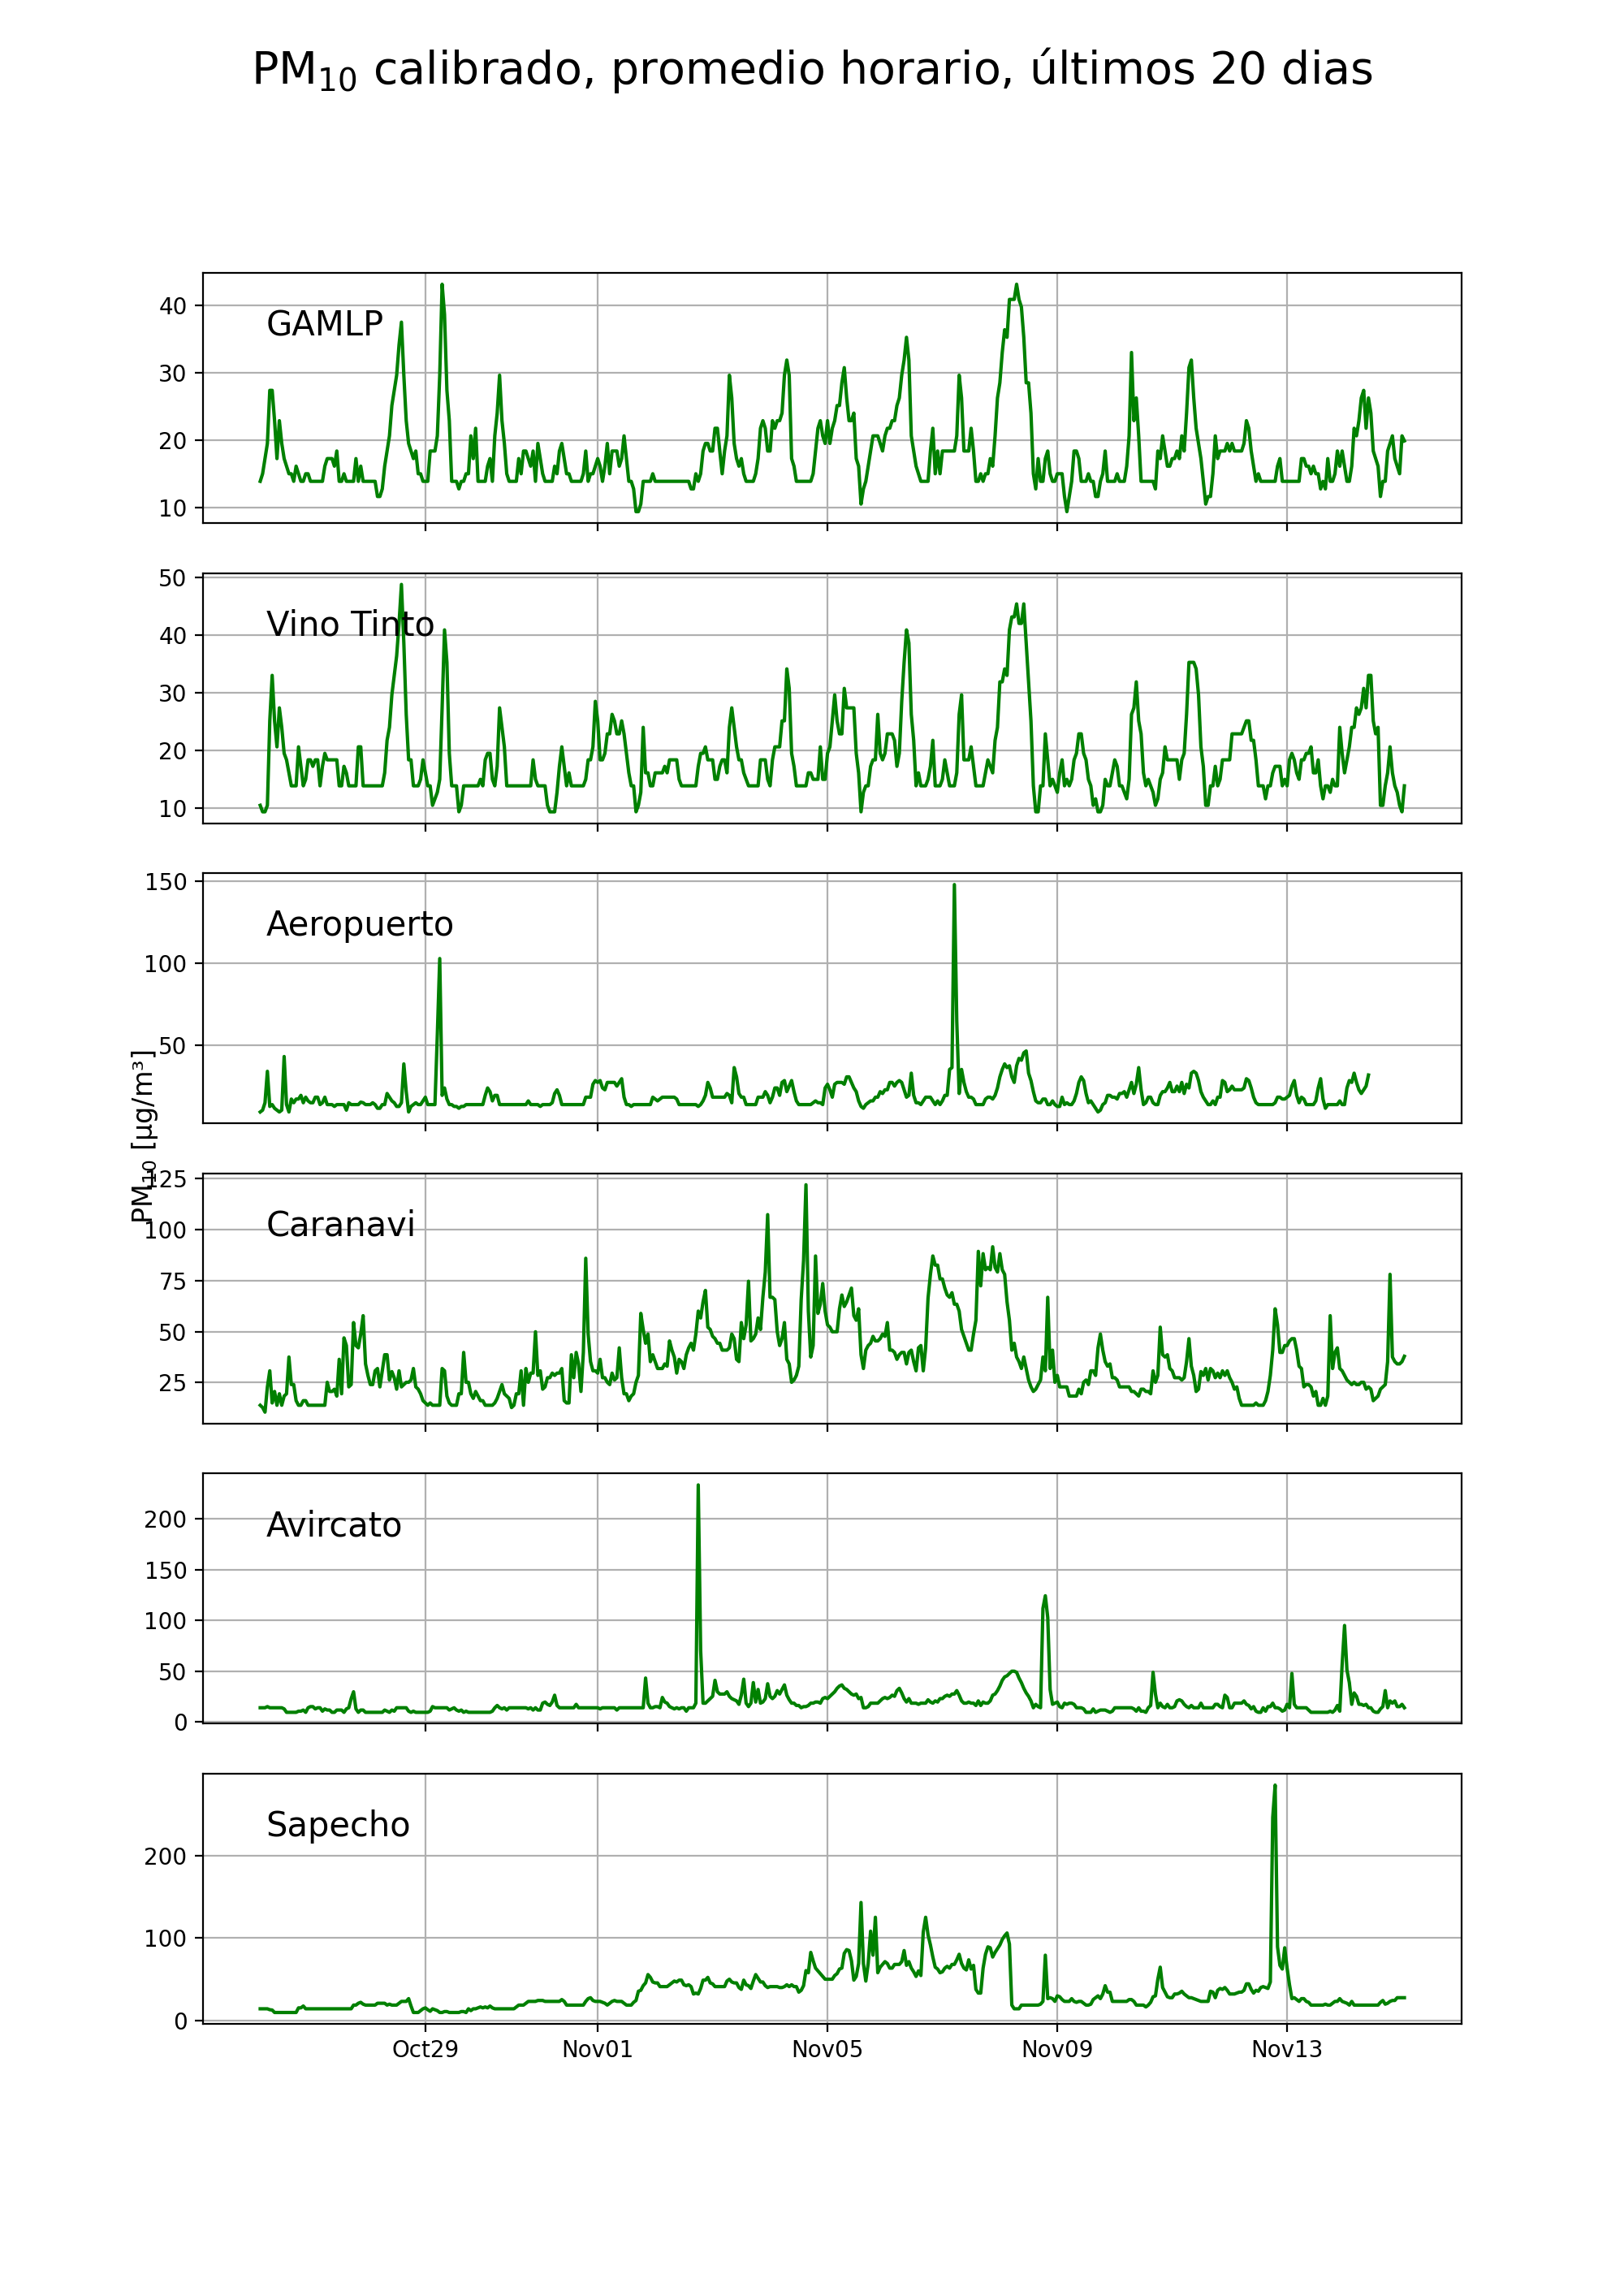 PM₁₀ calibrado, promedio horario, últimos 20 dias
GAMLP
40
30
20
10
Vino Tinto
50
40
30
20
10
Aeropuerto
150
100
50
PM₁₀ [µg/m³]
Caranavi
125
100
75
50
25
Avircato
200
150
100
50
0
Sapecho
200
100
0
Oct29 Nov01 Nov05 Nov09 Nov13